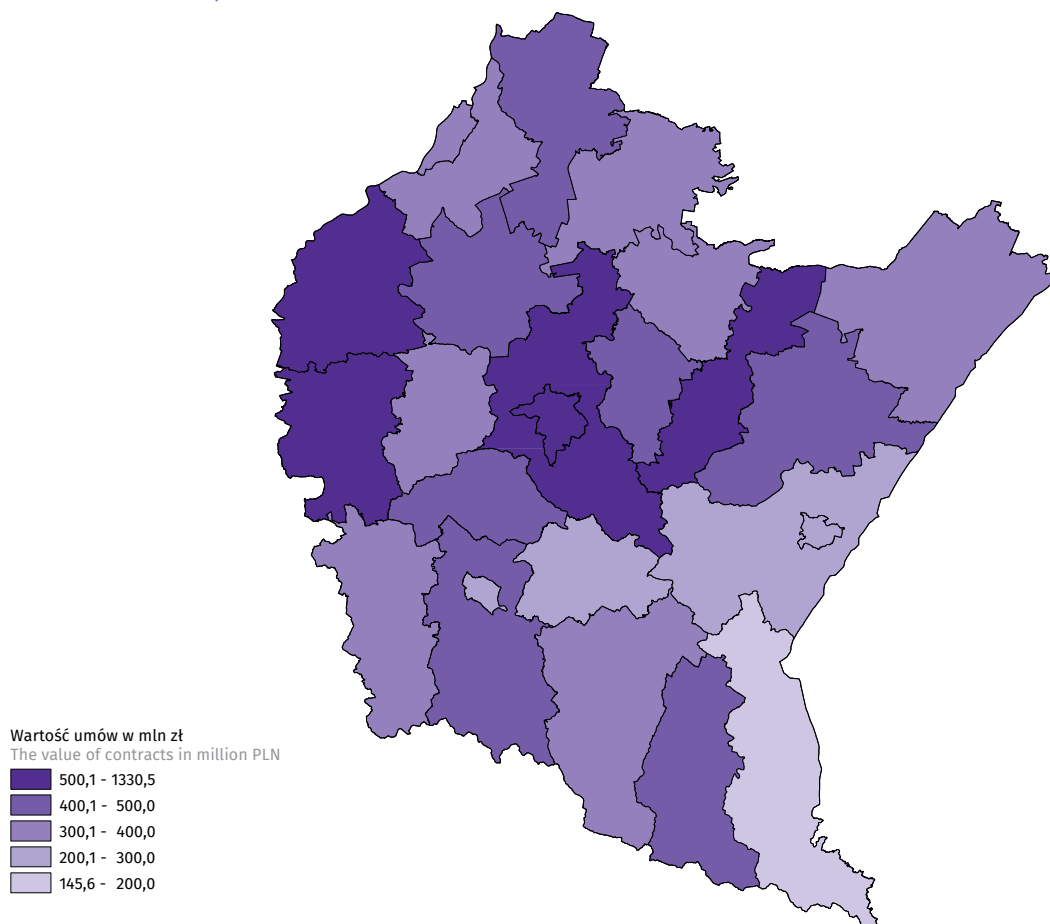 Wartość umów w mln zł
The value of contracts in million PLN
500,1 - 1330,5
400,1 - 500,0
300,1 - 400,0
200,1 - 300,0
145,6 - 200,0